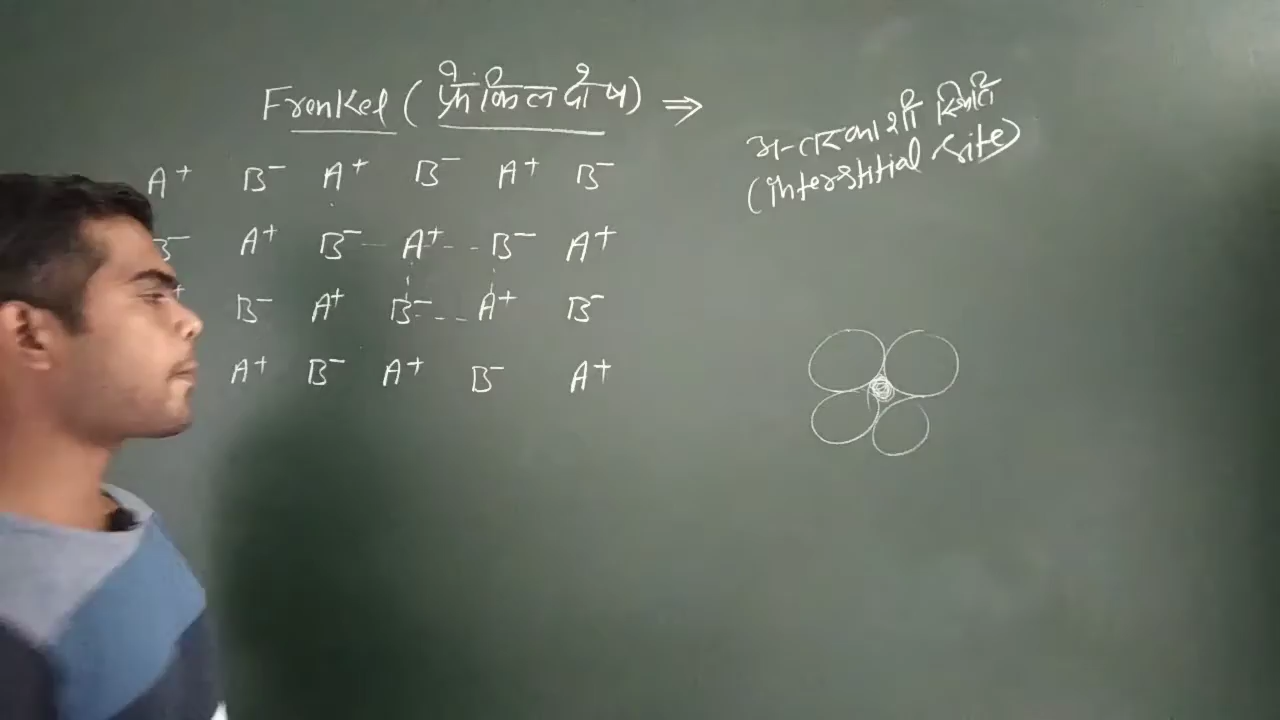 Frenkel (फ्रेंकिल दोष) ⇒
अन्तराकाशी स्थिति
(interstitial site)
A⁺ B⁻ A⁺ B⁻ A⁺ B⁻
B⁻ A⁺ B⁻ A⁺ B⁻ A⁺
B⁻ A⁺ B⁻ A⁺ B⁻
A⁺ B⁻ A⁺ B⁻ A⁺